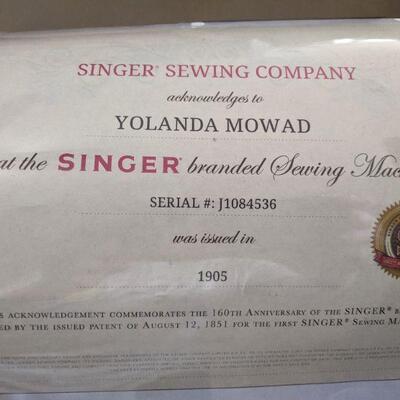 SINGER® SEWING COMPANY
acknowledges to
YOLANDA MOWAD
at the SINGER® branded Sewing Mac
SERIAL #: J1084536
was issued in
1905
S ACKNOWLEDGEMENT COMMEMORATES THE 160TH ANNIVERSARY OF THE SINGER® B
ED BY THE ISSUED PATENT OF AUGUST 12, 1851 FOR THE FIRST SINGER® SEWING MA